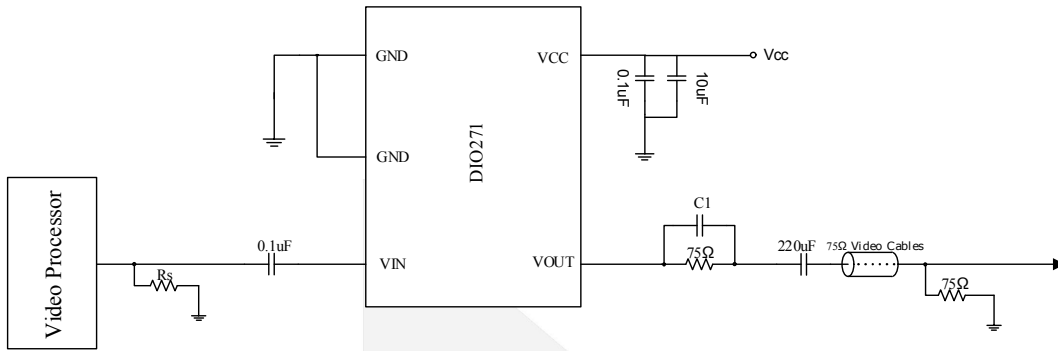 GND
VCC
Vcc
0.1uF
10uF
GND
DIO271
Video Processor
C1
0.1uF
75Ω
220uF
75Ω Video Cables
Rs
VIN
VOUT
75Ω